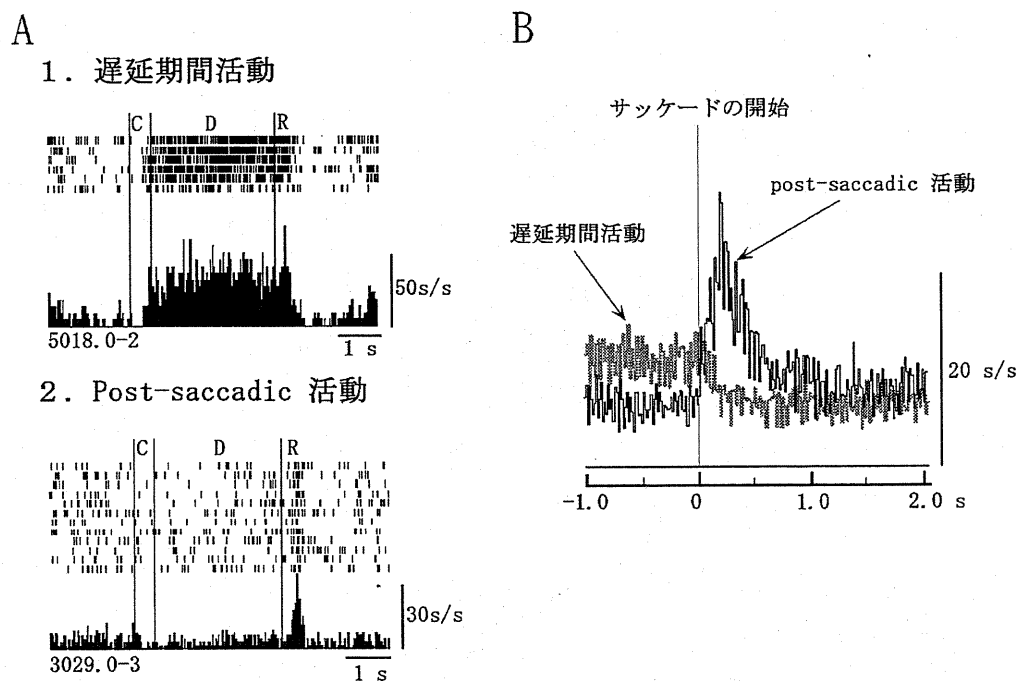 A
1. 遅延期間活動
C D R
50s/s
5018.0-2
1 s
2. Post-saccadic 活動
C D R
30s/s
3029.0-3
1 s
B
サッケードの開始
post-saccadic 活動
遅延期間活動
20 s/s
-1.0 0 1.0 2.0 s